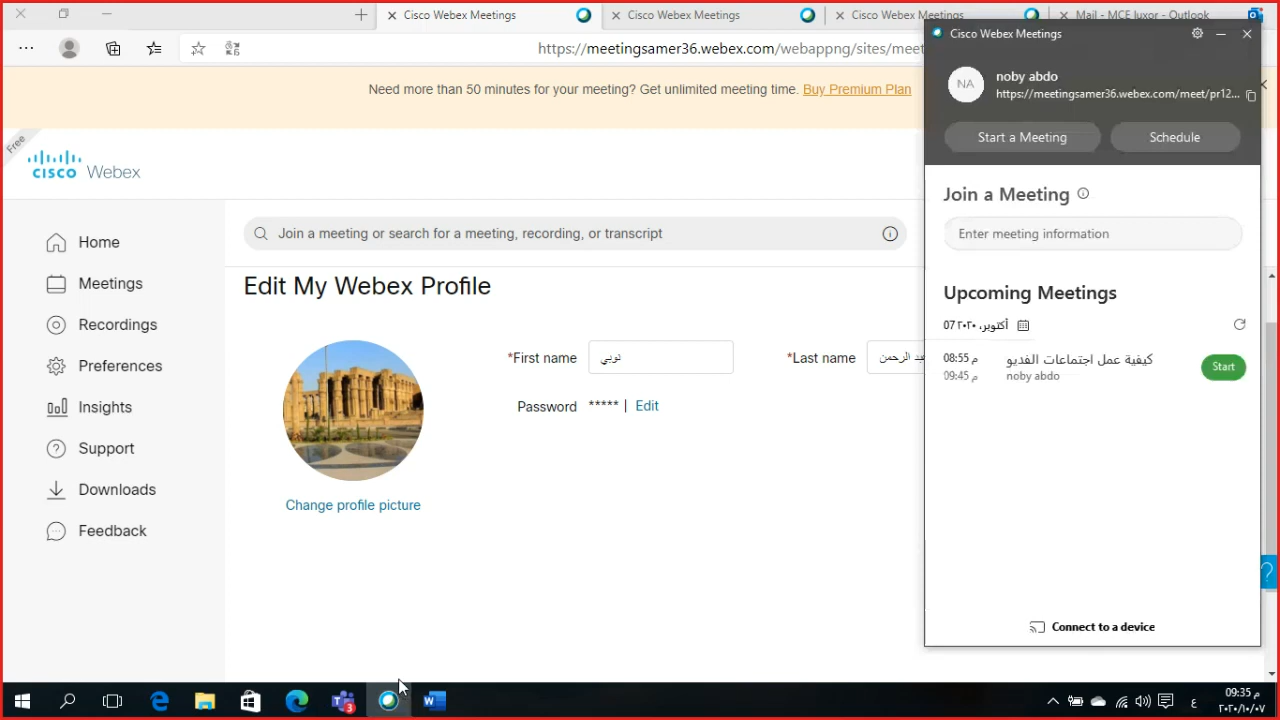 Cisco Webex Meetings
Cisco Webex Meetings
Cisco Webex Meetings
Mail - MCE luxor - Outlook
https://meetingsamer36.webex.com/webappng/sites/meet
Need more than 50 minutes for your meeting? Get unlimited meeting time. Buy Premium Plan
Free
cisco Webex
Home
Meetings
Recordings
Preferences
Insights
Support
Downloads
Feedback
Join a meeting or search for a meeting, recording, or transcript
Edit My Webex Profile
*First name نوبي
*Last name عبد الرحمن
Password ***** | Edit
Change profile picture
Cisco Webex Meetings
NA
noby abdo
https://meetingsamer36.webex.com/meet/pr12...
Start a Meeting
Schedule
Join a Meeting
Enter meeting information
Upcoming Meetings
07 أكتوبر، ٢٠٢٠
08:55 م كيفية عمل اجتماعات الفديو
09:45 م noby abdo
Start
Connect to a device
ع
09:35 م
٢٠٢٠/١٠/٠٧